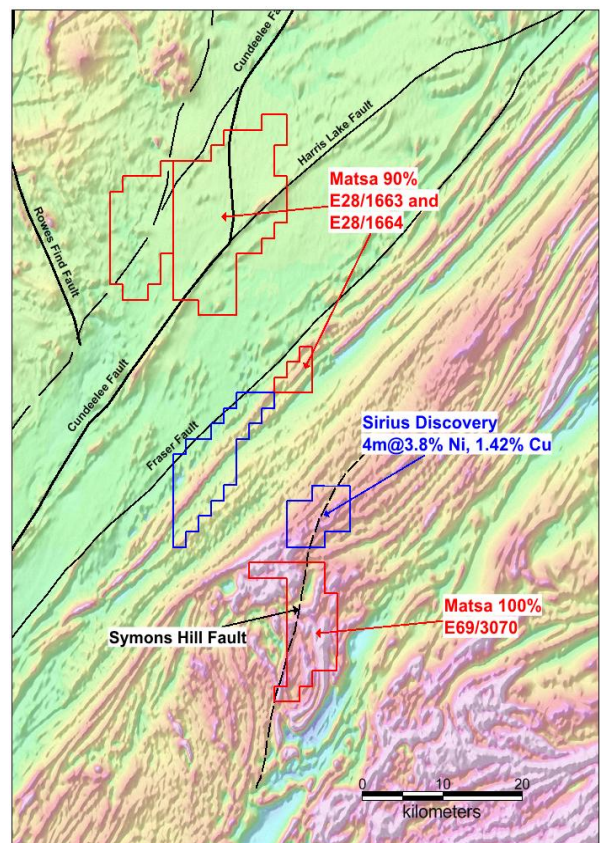 Cundeelee Fa
Harris Lake Fault
Matsa 90%
E28/1663 and
E28/1664
Rowes Find Fault
Cundeelee Fault
Fraser Fault
Sirius Discovery
4m@3.8% Ni, 1.42% Cu
Symons Hill Fault
Matsa 100%
E69/3070
0 10 20
kilometers